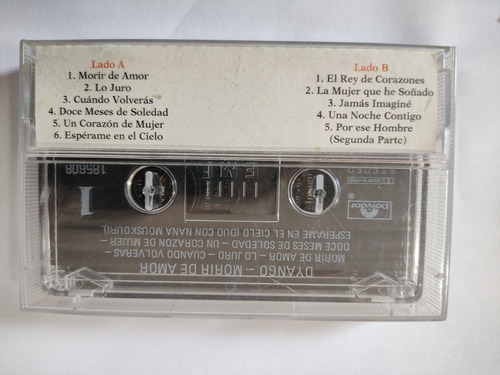 Lado A
1. Morir de Amor
2. Lo Juro
3. Cuándo Volverás
4. Doce Meses de Soledad
5. Un Corazón de Mujer
6. Espérame en el Cielo
Lado B
1. El Rey de Corazones
2. La Mujer que he Soñado
3. Jamás Imaginé
4. Una Noche Contigo
5. Por ese Hombre
(Segunda Parte)
185608
1
STEREO
Polydor
DYANGO - MORIR DE AMOR
MORIR DE AMOR - LO JURO - CUANDO VOLVERAS -
DOCE MESES DE SOLEDAD - UN CORAZON DE MUJER -
ESPERAME EN EL CIELO (DUO CON NANA MOUSKOURI)